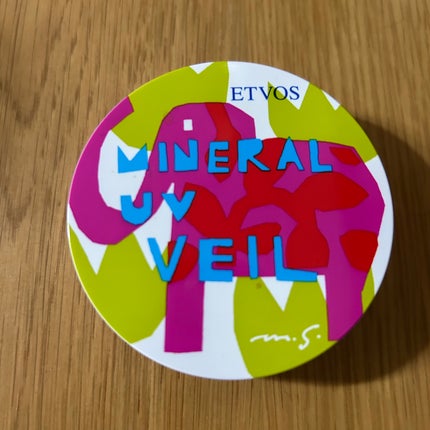 ETVOS
MINERAL
UV
VEIL
m.s.